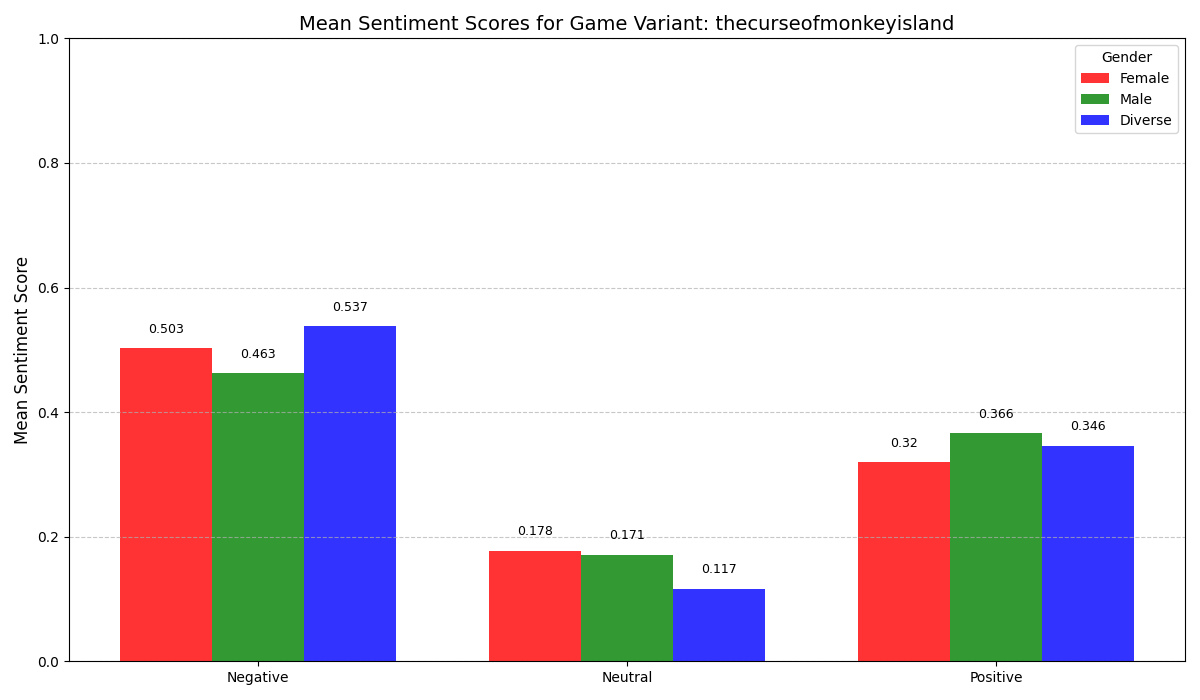 Mean Sentiment Scores for Game Variant: thecurseofmonkeyisland
Mean Sentiment Score
1.0
0.8
0.6
0.4
0.2
0.0
Gender
Female
Male
Diverse
0.503
0.463
0.537
0.178
0.171
0.117
0.32
0.366
0.346
Negative
Neutral
Positive